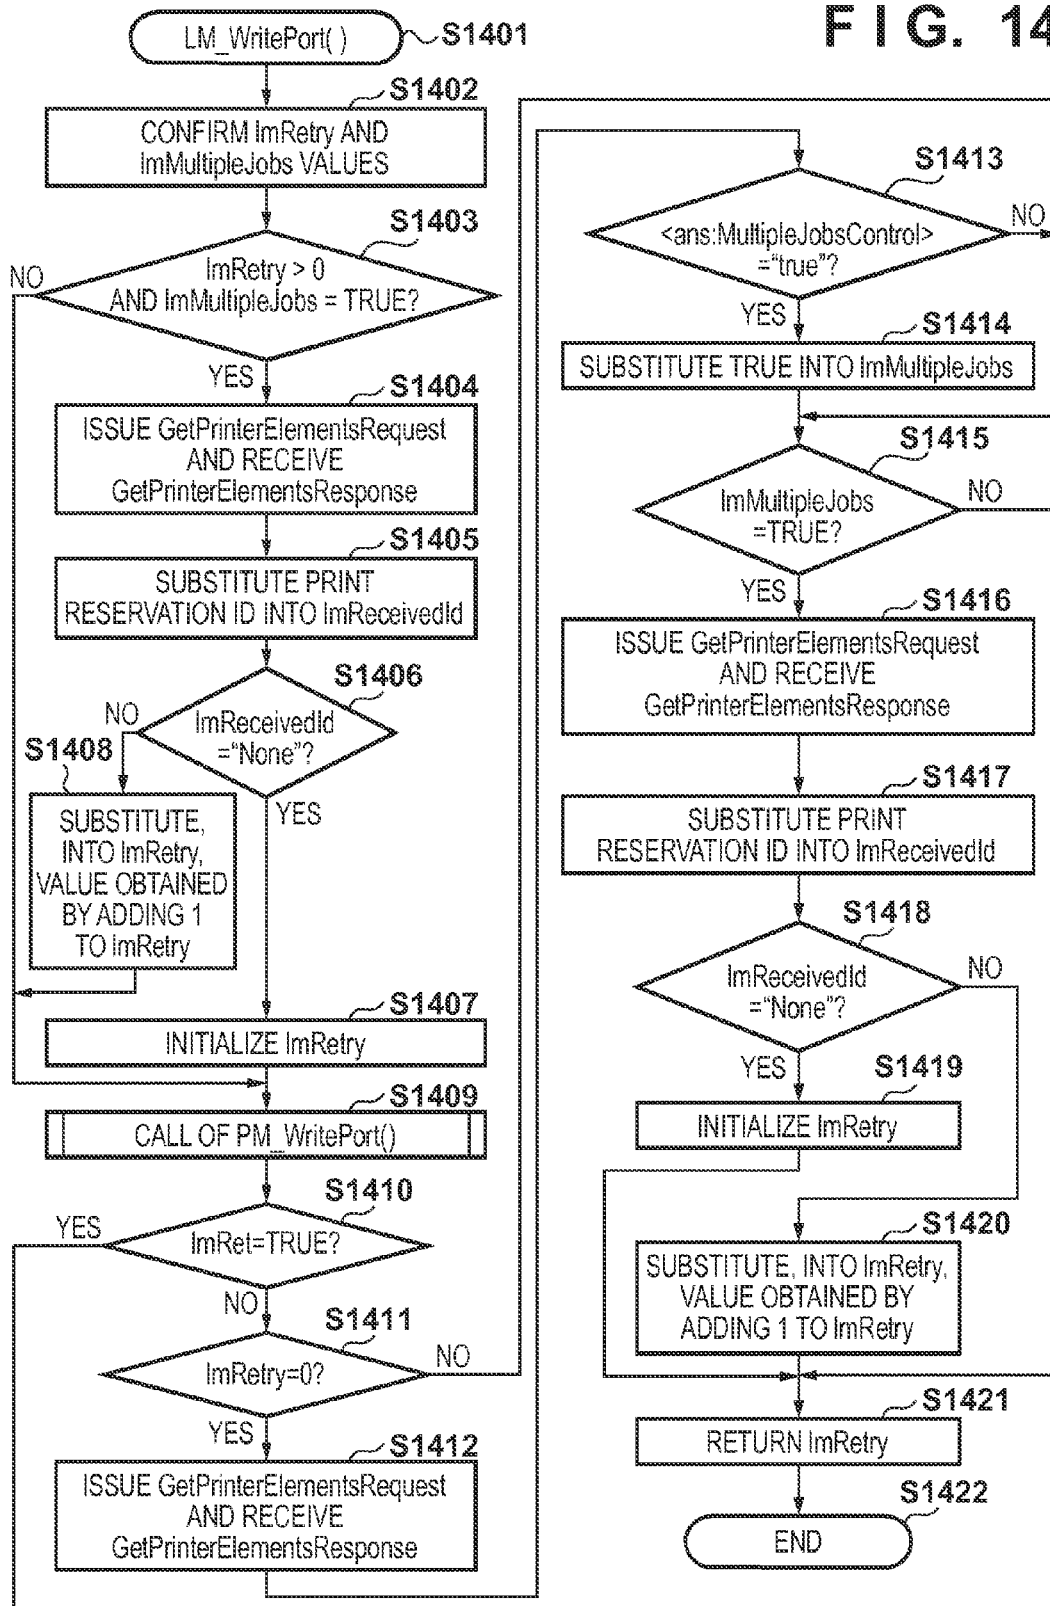 FIG. 14
LM_WritePort( )
S1401
S1402
CONFIRM lmRetry AND
lmMultipleJobs VALUES
S1403
NO
lmRetry > 0
AND lmMultipleJobs = TRUE?
YES
S1404
ISSUE GetPrinterElementsRequest
AND RECEIVE
GetPrinterElementsResponse
S1405
SUBSTITUTE PRINT
RESERVATION ID INTO lmReceivedId
S1406
NO
lmReceivedId
="None"?
S1408
YES
SUBSTITUTE,
INTO lmRetry,
VALUE OBTAINED
BY ADDING 1
TO lmRetry
S1407
INITIALIZE lmRetry
S1409
CALL OF PM_WritePort()
S1410
YES
lmRet=TRUE?
NO
S1411
lmRetry=0?
NO
YES
S1412
ISSUE GetPrinterElementsRequest
AND RECEIVE
GetPrinterElementsResponse
S1413
<ans:MultipleJobsControl>
="true"?
NO
YES
S1414
SUBSTITUTE TRUE INTO lmMultipleJobs
S1415
lmMultipleJobs
=TRUE?
NO
YES
S1416
ISSUE GetPrinterElementsRequest
AND RECEIVE
GetPrinterElementsResponse
S1417
SUBSTITUTE PRINT
RESERVATION ID INTO lmReceivedId
S1418
lmReceivedId
="None"?
NO
YES
S1419
INITIALIZE lmRetry
S1420
SUBSTITUTE, INTO lmRetry,
VALUE OBTAINED BY
ADDING 1 TO lmRetry
S1421
RETURN lmRetry
S1422
END